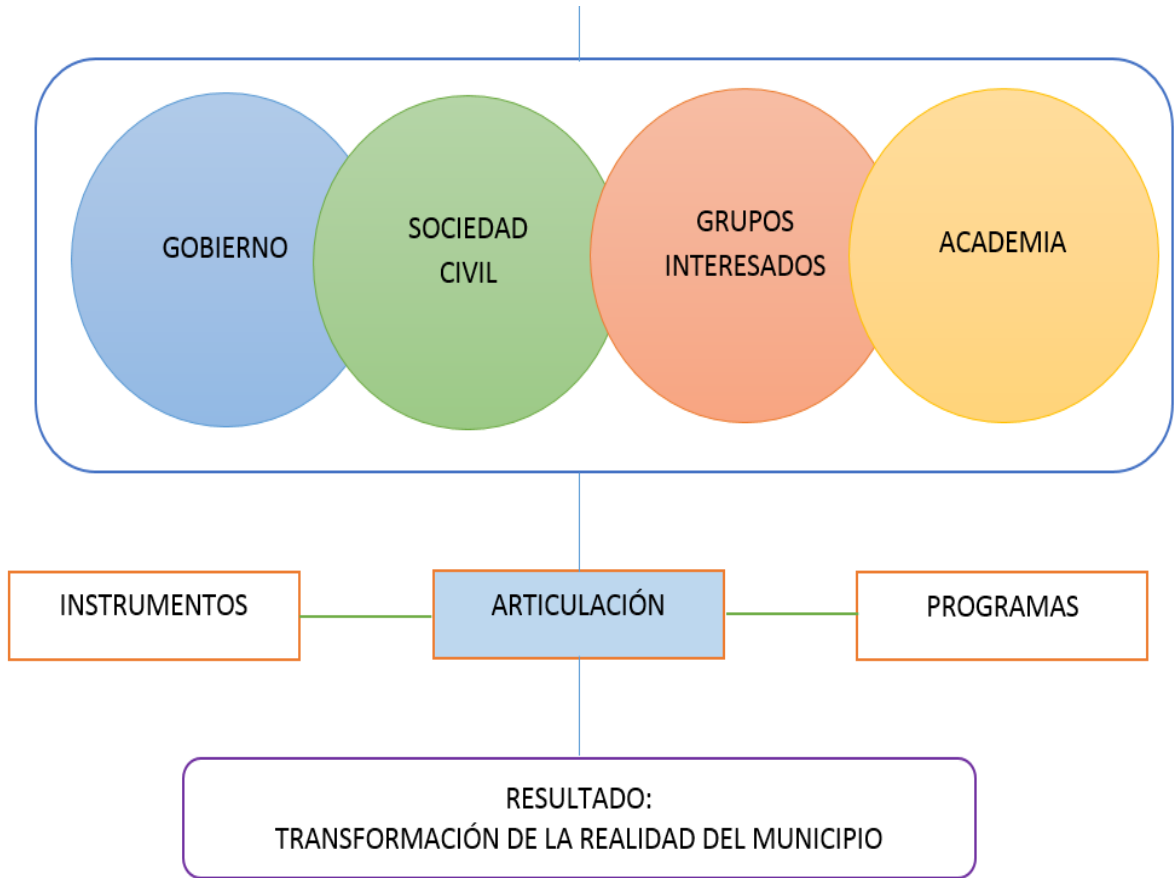 GOBIERNO
SOCIEDAD
CIVIL
GRUPOS
INTERESADOS
ACADEMIA
INSTRUMENTOS
ARTICULACIÓN
PROGRAMAS
RESULTADO:
TRANSFORMACIÓN DE LA REALIDAD DEL MUNICIPIO